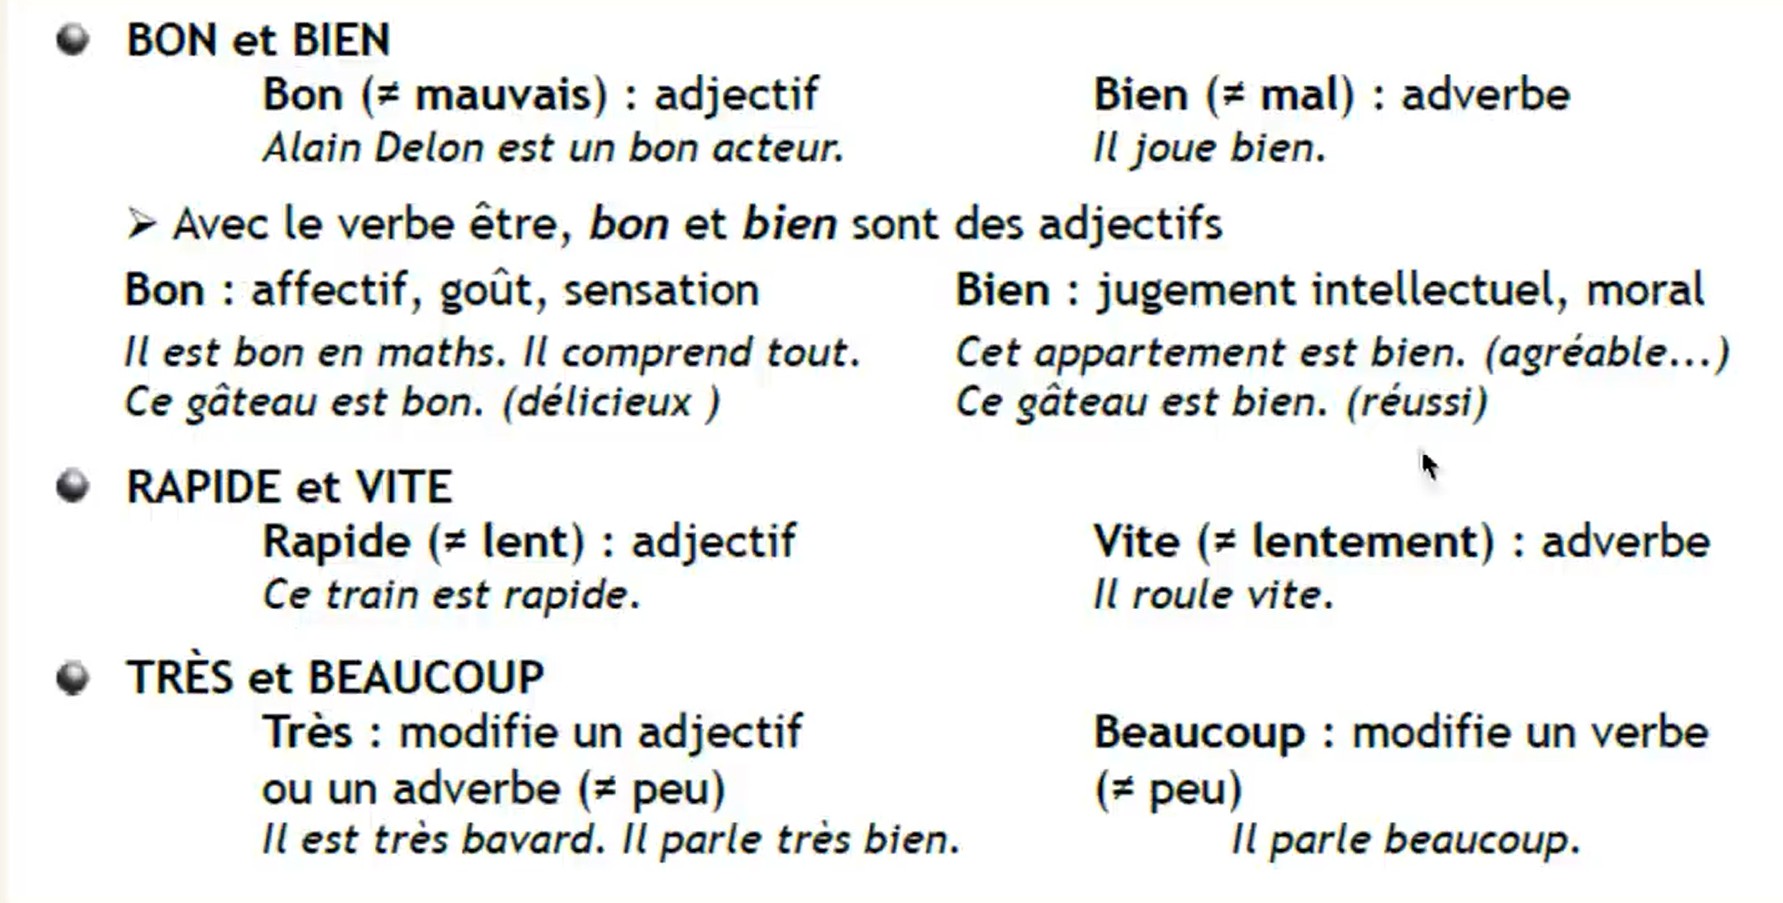 BON et BIEN
Bon (≠ mauvais) : adjectif
Bien (≠ mal) : adverbe
Alain Delon est un bon acteur.
Il joue bien.
➢ Avec le verbe être, bon et bien sont des adjectifs
Bon : affectif, goût, sensation
Bien : jugement intellectuel, moral
Il est bon en maths. Il comprend tout.
Cet appartement est bien. (agréable...)
Ce gâteau est bon. (délicieux )
Ce gâteau est bien. (réussi)
RAPIDE et VITE
Rapide (≠ lent) : adjectif
Vite (≠ lentement) : adverbe
Ce train est rapide.
Il roule vite.
TRÈS et BEAUCOUP
Très : modifie un adjectif
Beaucoup : modifie un verbe
ou un adverbe (≠ peu)
(≠ peu)
Il est très bavard. Il parle très bien.
Il parle beaucoup.